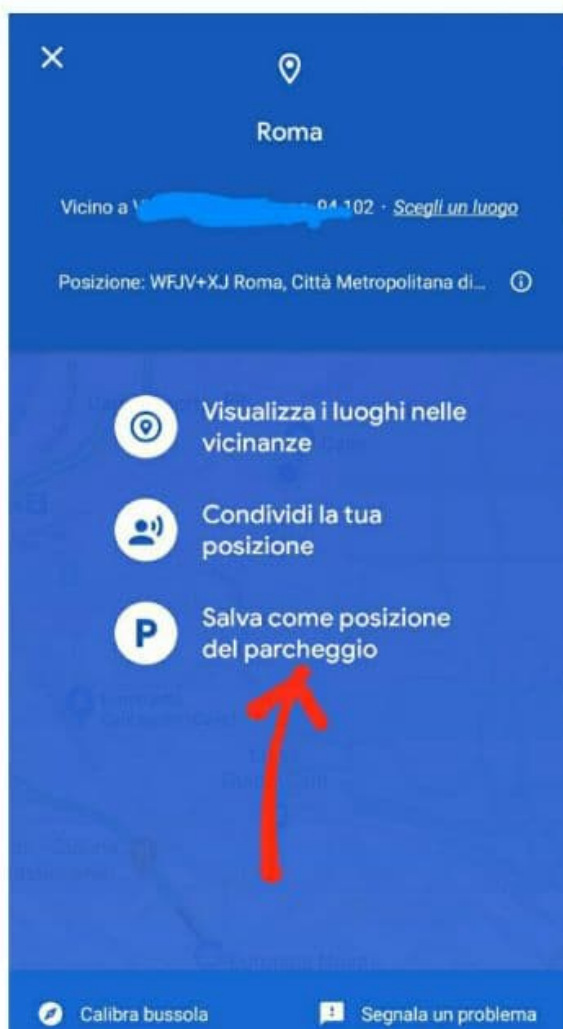 Roma
Vicino a V 94,102 · Scegli un luogo
Posizione: WFJV+XJ Roma, Città Metropolitana di...
Visualizza i luoghi nelle
vicinanze
Condividi la tua
posizione
P
Salva come posizione
del parcheggio
Calibra bussola
Segnala un problema